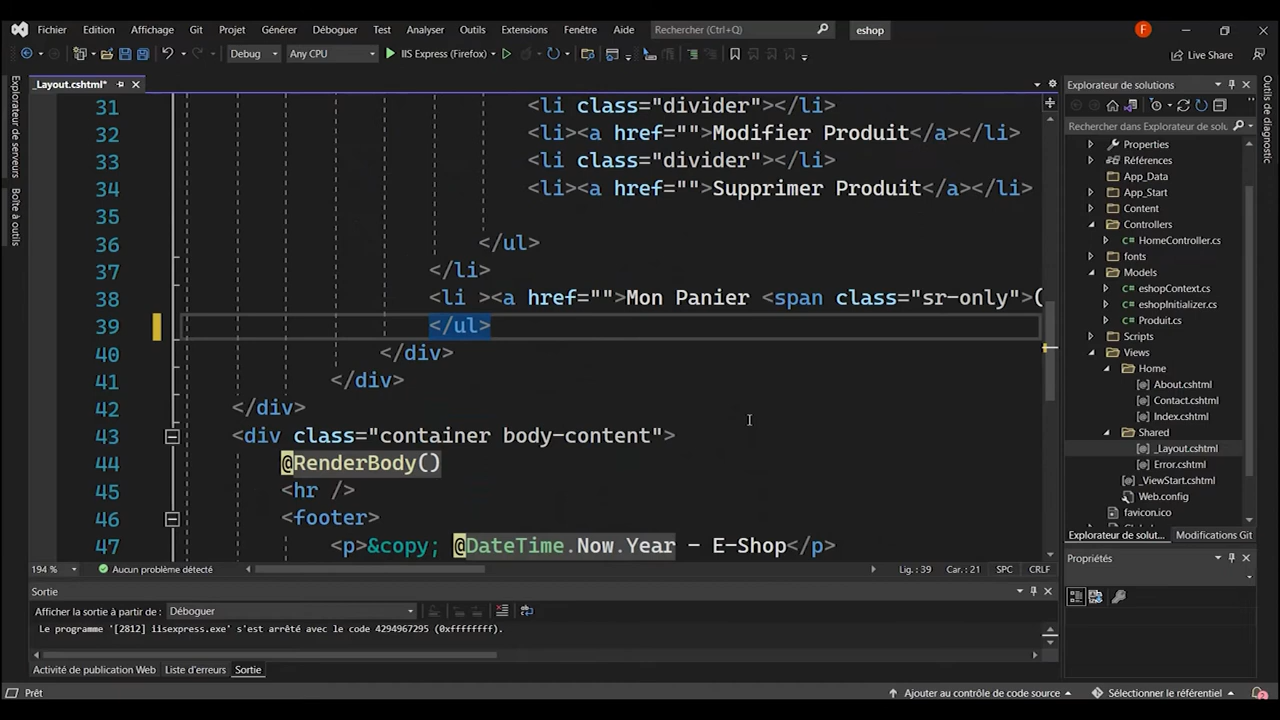 Fichier Edition Affichage Git Projet Générer Déboguer Test Analyser Outils Extensions Fenêtre Aide Rechercher (Ctrl+Q) eshop F
Debug Any CPU IIS Express (Firefox) Live Share
_Layout.cshtml*
Explorateur de serveurs
Boîte à outils
31 <li class="divider"></li>
32 <li><a href="">Modifier Produit</a></li>
33 <li class="divider"></li>
34 <li><a href="">Supprimer Produit</a></li>
35
36 </ul>
37 </li>
38 <li ><a href="">Mon Panier <span class="sr-only">(
39 </ul>
40 </div>
41 </div>
42 </div>
43 <div class="container body-content">
44 @RenderBody()
45 <hr />
46 <footer>
47 <p>&copy; @DateTime.Now.Year - E-Shop</p>
194 % Aucun problème détecté Lig. : 39 Car. : 21 SPC CRLF
Sortie
Afficher la sortie à partir de : Déboguer
Le programme '[2812] iisexpress.exe' s'est arrêté avec le code 4294967295 (0xffffffff).
Activité de publication Web Liste d'erreurs Sortie
Explorateur de solutions
Rechercher dans Explorateur de solu
Properties
Références
App_Data
App_Start
Content
Controllers
C# HomeController.cs
fonts
Models
C# eshopContext.cs
C# eshopInitializer.cs
C# Produit.cs
Scripts
Views
Home
About.cshtml
Contact.cshtml
Index.cshtml
Shared
_Layout.cshtml
Error.cshtml
_ViewStart.cshtml
Web.config
favicon.ico
Explorateur de solut... Modifications Git
Propriétés
Outils de diagnostic
Prêt Ajouter au contrôle de code source Sélectionner le référentiel 2